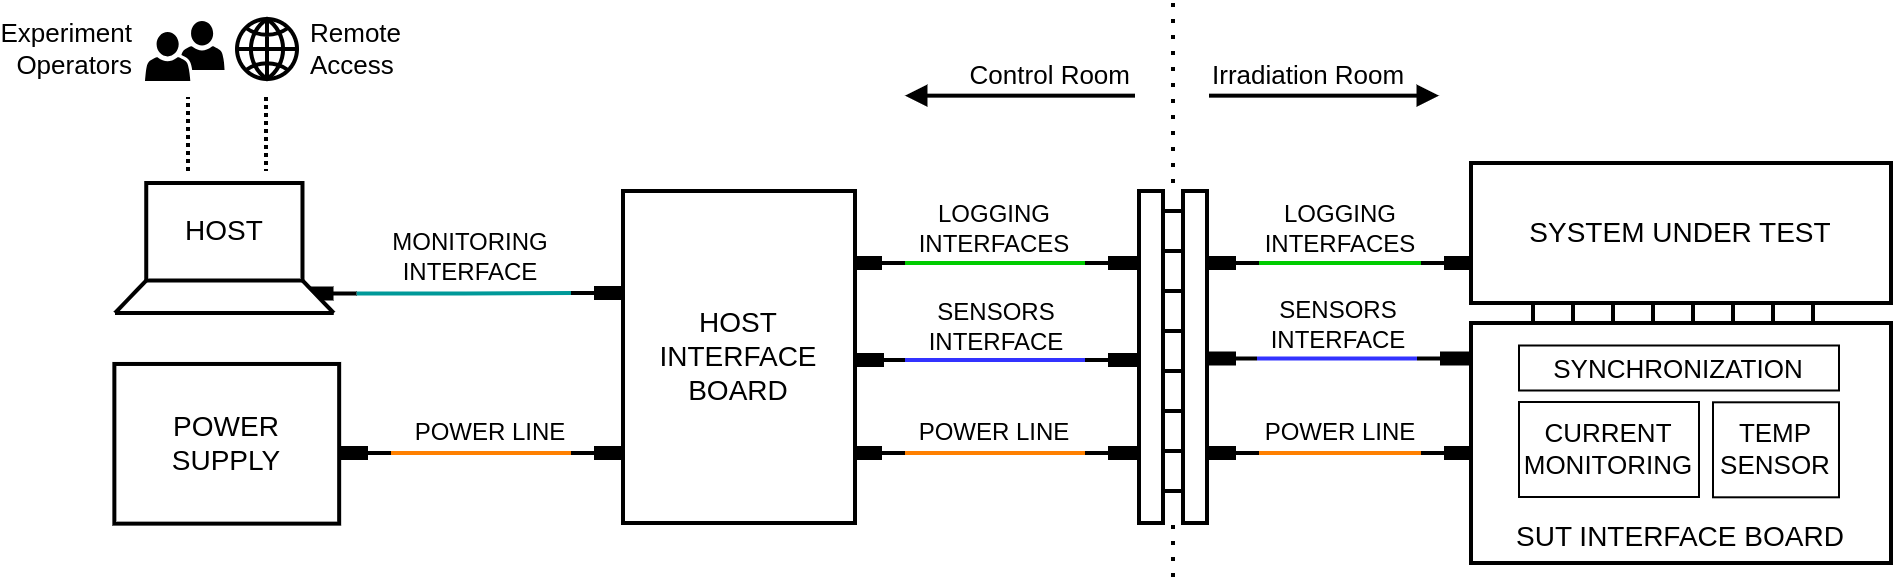 Experiment
Operators
Remote
Access
Control Room
Irradiation Room
HOST
MONITORING
INTERFACE
POWER
SUPPLY
POWER LINE
HOST
INTERFACE
BOARD
LOGGING
INTERFACES
SENSORS
INTERFACE
POWER LINE
LOGGING
INTERFACES
SENSORS
INTERFACE
POWER LINE
SYSTEM UNDER TEST
SYNCHRONIZATION
CURRENT
MONITORING
TEMP
SENSOR
SUT INTERFACE BOARD